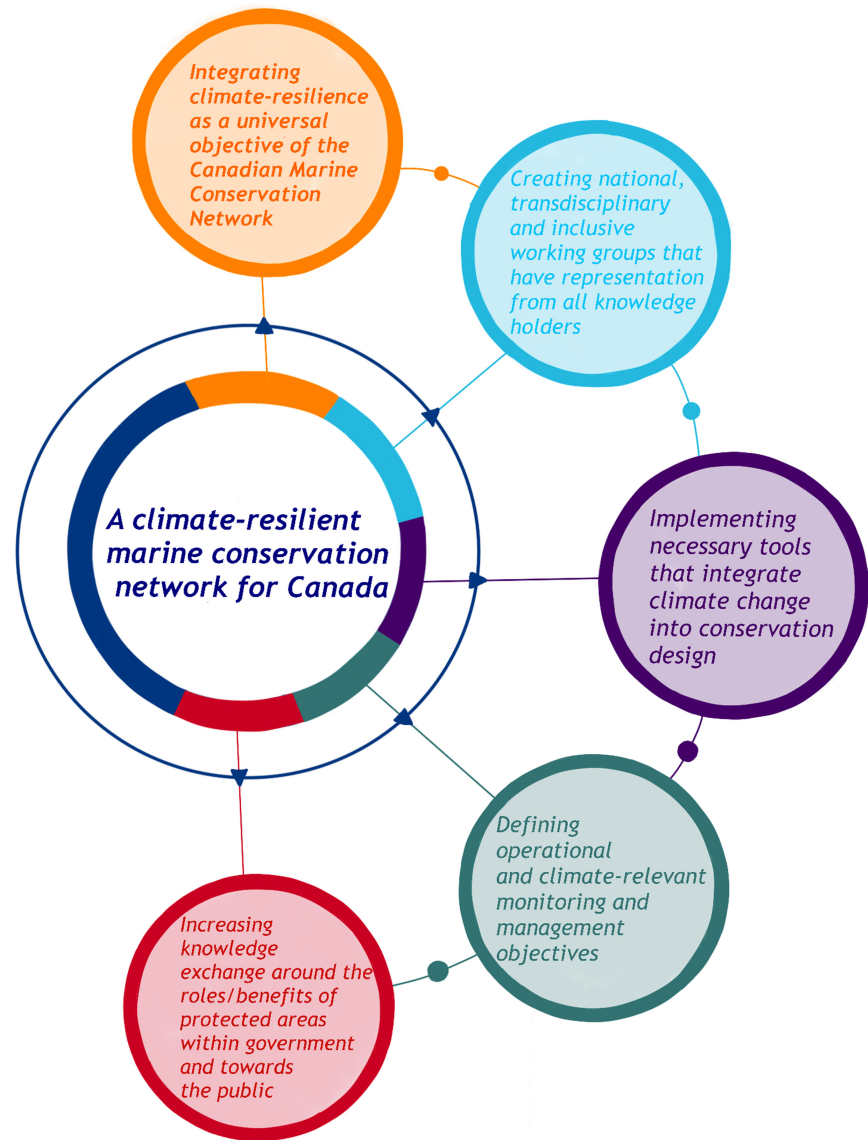 Integrating
climate-resilience
as a universal
objective of the
Canadian Marine
Conservation
Network
Creating national,
transdisciplinary
and inclusive
working groups that
have representation
from all knowledge
holders
A climate-resilient
marine conservation
network for Canada
Implementing
necessary tools
that integrate
climate change
into conservation
design
Defining
operational
and climate-relevant
monitoring and
management
objectives
Increasing
knowledge
exchange around the
roles/benefits of
protected areas
within government
and towards
the public